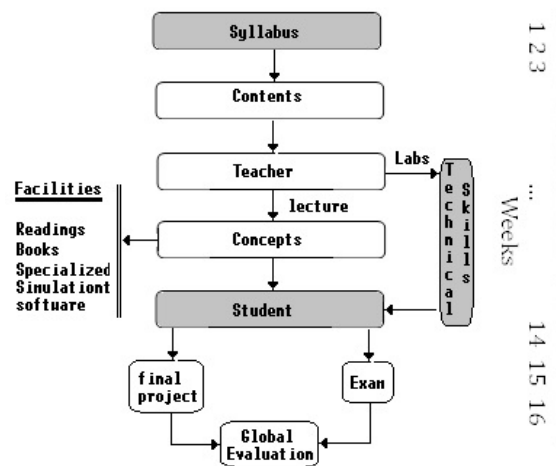 Syllabus
Contents
Teacher
Labs
lecture
Concepts
Facilities
Readings
Books
Specialized
Simulationt
software
Technical
Skills
Student
final
project
Exam
Global
Evaluation
1 2 3 ... 14 15 16
Weeks